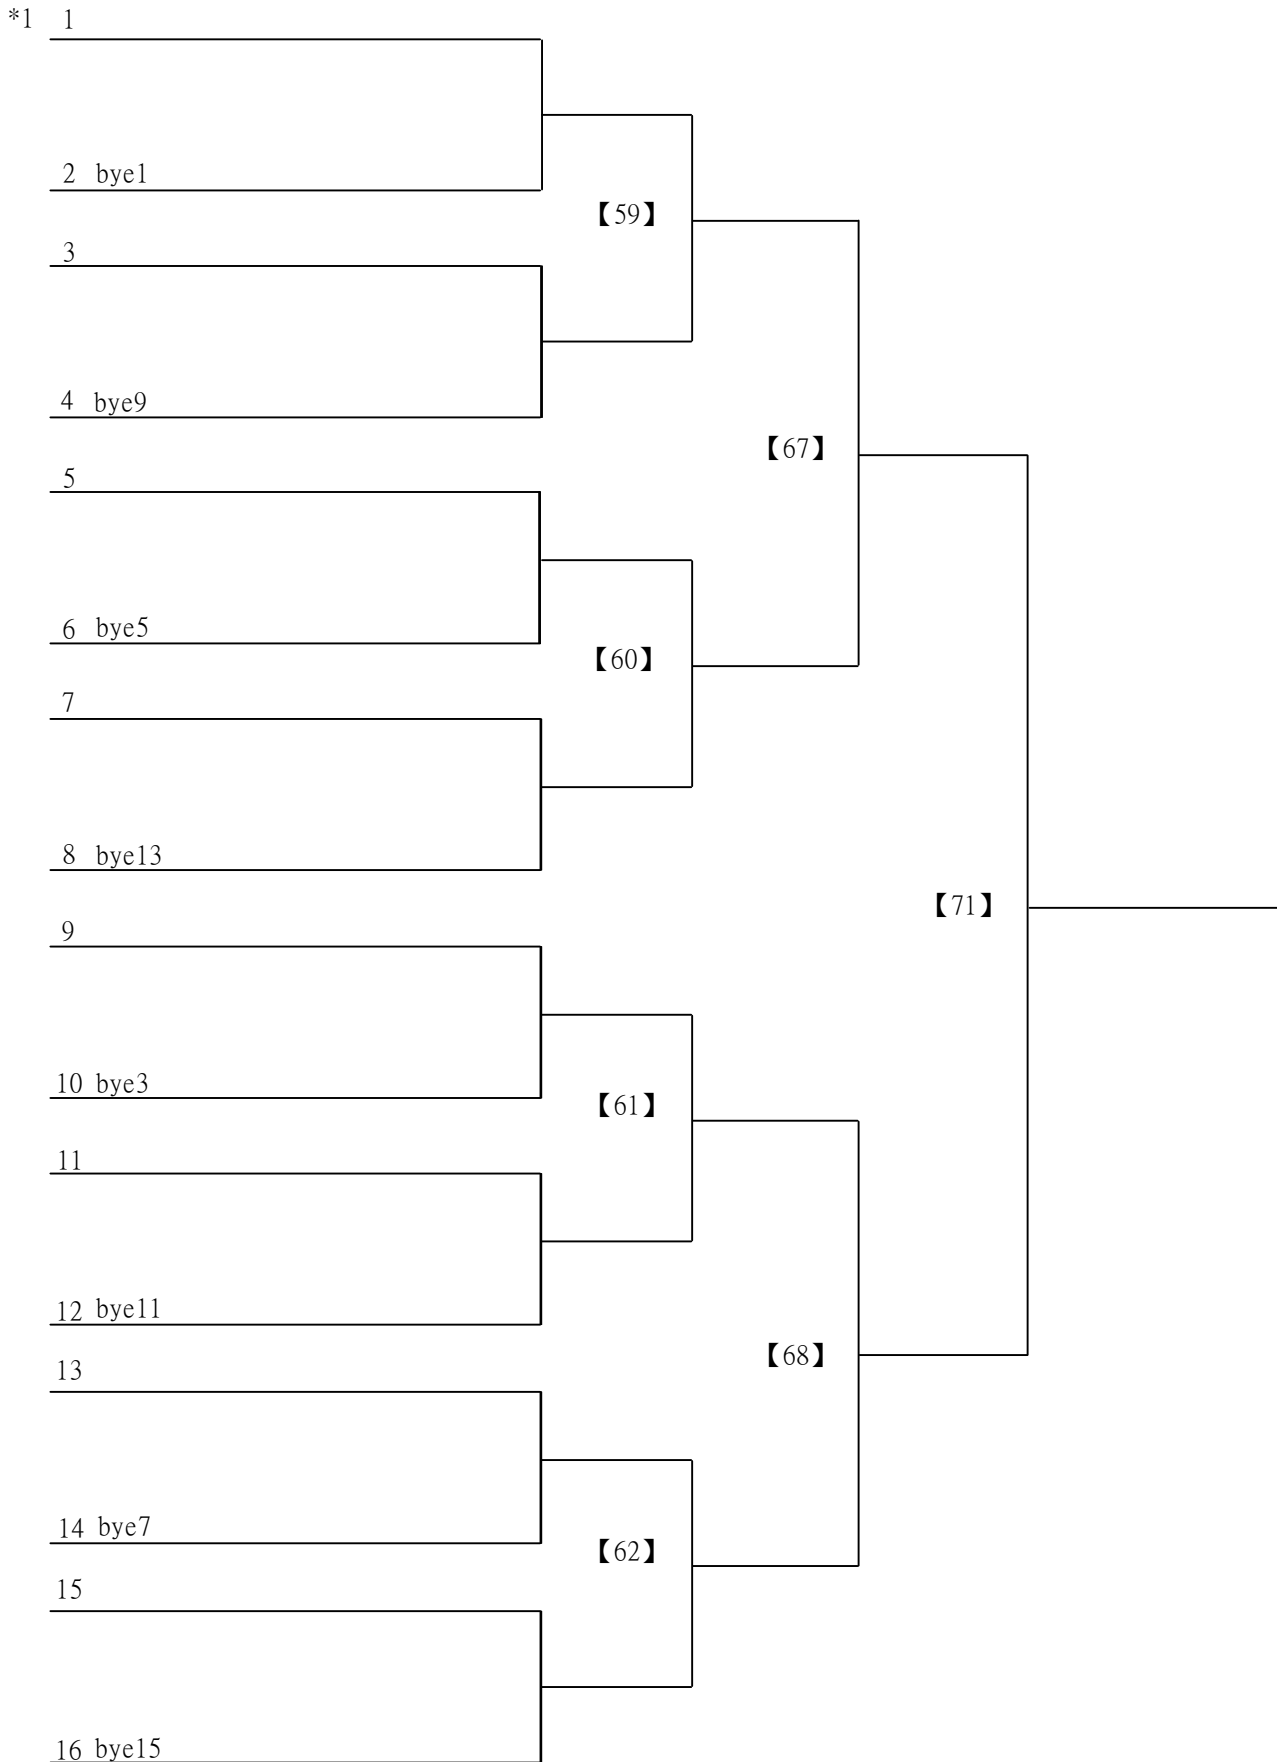 *1 1
2 bye1
【59】
3
4 bye9
【67】
5
6 bye5
【60】
7
8 bye13
【71】
9
10 bye3
【61】
11
12 bye11
【68】
13
14 bye7
【62】
15
16 bye15